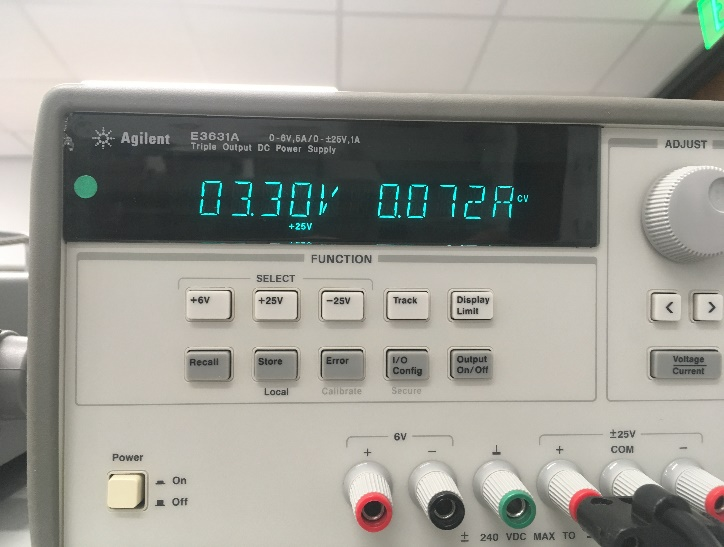 Agilent E3631A 0-6V,5A/0-±25V,1A
Triple Output DC Power Supply
03.30V 0.072A CV
+25V
ADJUST
FUNCTION
SELECT
+6V +25V -25V Track Display Limit
Recall Store Error I/O Config Output On/Off
Local Calibrate Secure
Voltage
Current
Power
On
Off
6V
+ -
±25V
+ COM -
± 240 VDC MAX TO